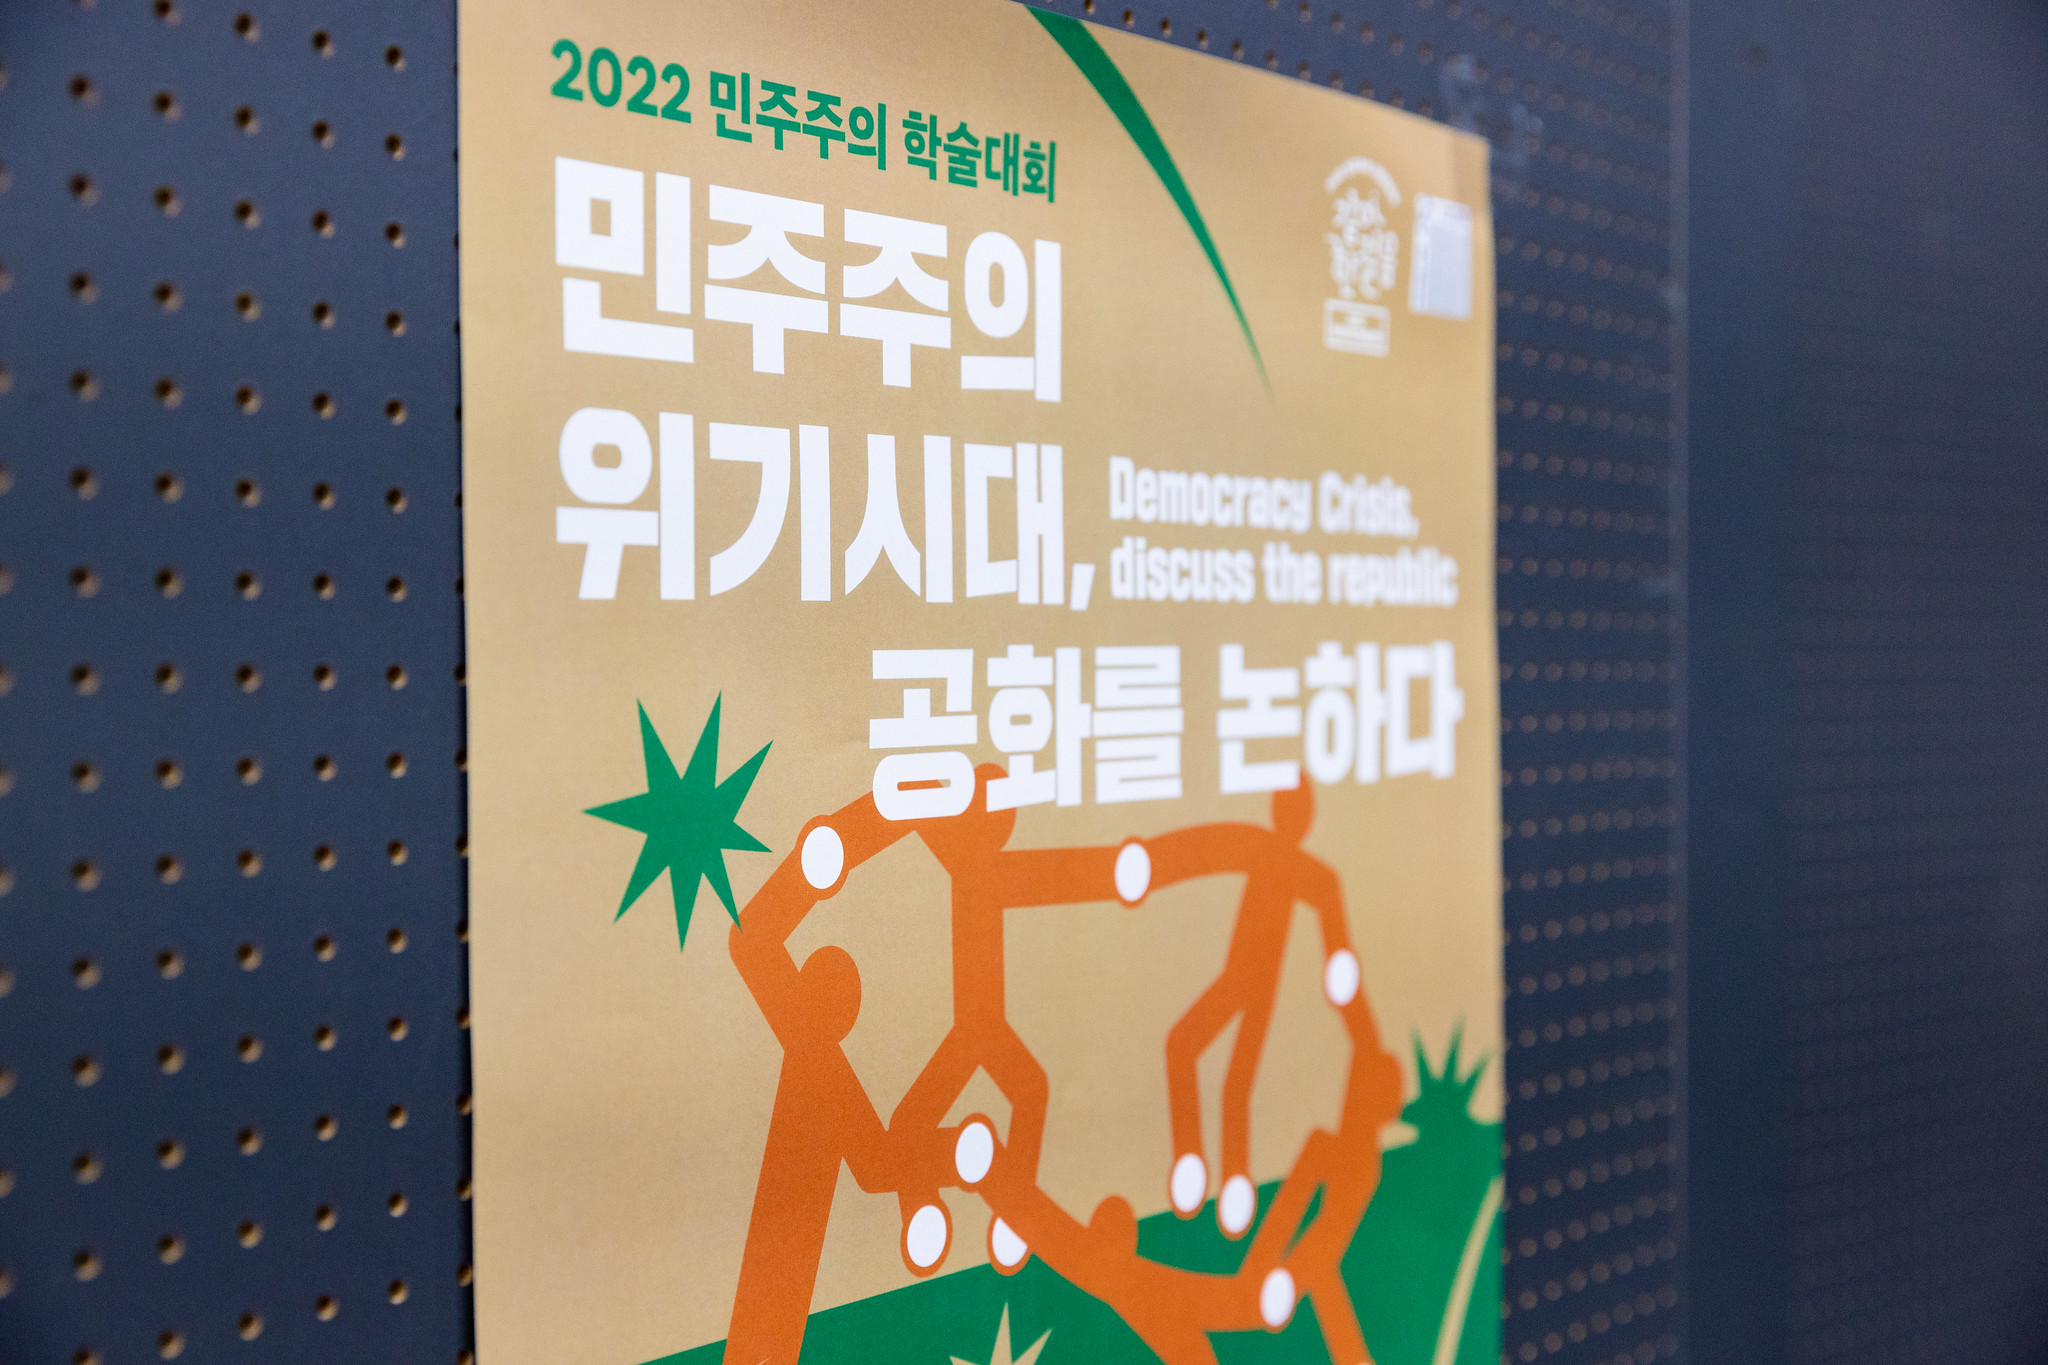 2022 민주주의 학술대회
민주주의
위기시대,
Democracy Crisis,
discuss the republic
공화를 논하다